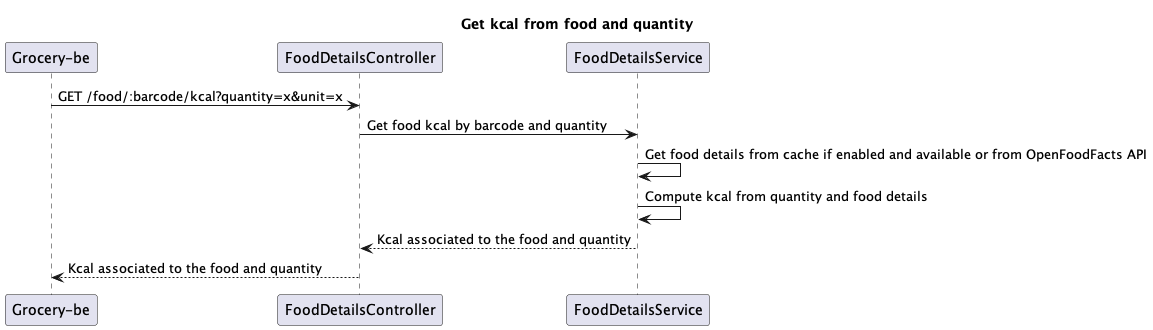 Get kcal from food and quantity
Grocery-be
FoodDetailsController
FoodDetailsService
GET /food/:barcode/kcal?quantity=x&unit=x
Get food kcal by barcode and quantity
Get food details from cache if enabled and available or from OpenFoodFacts API
Compute kcal from quantity and food details
Kcal associated to the food and quantity
Kcal associated to the food and quantity
Grocery-be
FoodDetailsController
FoodDetailsService